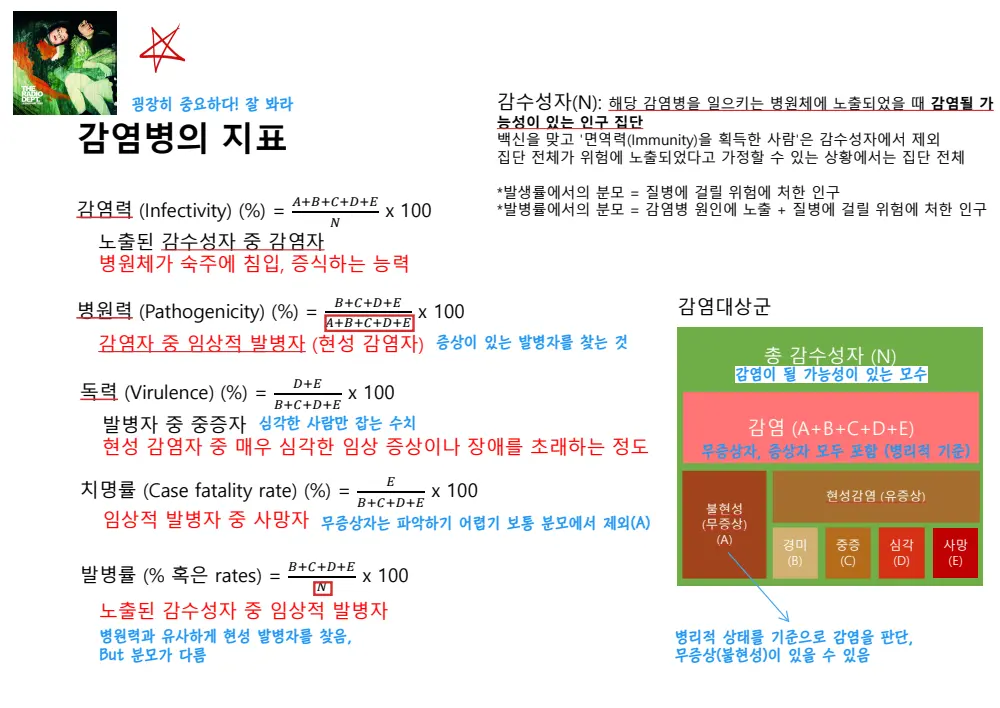 THE
RADIO
DEPT.
굉장히 중요하다! 잘 봐라
감염병의 지표
감염력 (Infectivity) (%) = A+B+C+D+E / N x 100
노출된 감수성자 중 감염자
병원체가 숙주에 침입, 증식하는 능력
병원력 (Pathogenicity) (%) = B+C+D+E / A+B+C+D+E x 100
감염자 중 임상적 발병자 (현성 감염자) 증상이 있는 발병자를 찾는 것
독력 (Virulence) (%) = D+E / B+C+D+E x 100
발병자 중 중증자 심각한 사람만 잡는 수치
현성 감염자 중 매우 심각한 임상 증상이나 장애를 초래하는 정도
치명률 (Case fatality rate) (%) = E / B+C+D+E x 100
임상적 발병자 중 사망자 무증상자는 파악하기 어렵기 보통 분모에서 제외(A)
발병률 (% 혹은 rates) = B+C+D+E / N x 100
노출된 감수성자 중 임상적 발병자
병원력과 유사하게 현성 발병자를 찾음,
But 분모가 다름
감수성자(N): 해당 감염병을 일으키는 병원체에 노출되었을 때 감염될 가
능성이 있는 인구 집단
백신을 맞고 '면역력(Immunity)을 획득한 사람'은 감수성자에서 제외
집단 전체가 위험에 노출되었다고 가정할 수 있는 상황에서는 집단 전체
*발생률에서의 분모 = 질병에 걸릴 위험에 처한 인구
*발병률에서의 분모 = 감염병 원인에 노출 + 질병에 걸릴 위험에 처한 인구
감염대상군
총 감수성자 (N)
감염이 될 가능성이 있는 모수
감염 (A+B+C+D+E)
무증상자, 증상자 모두 포함 (병리적 기준)
불현성
(무증상)
(A)
현성감염 (유증상)
경미
(B)
중증
(C)
심각
(D)
사망
(E)
병리적 상태를 기준으로 감염을 판단,
무증상(불현성)이 있을 수 있음